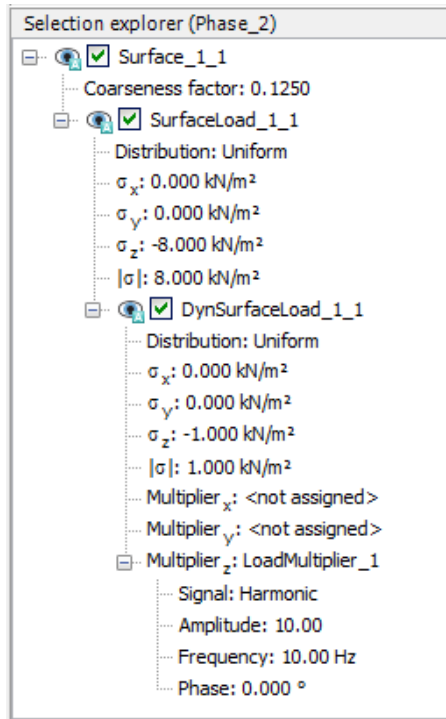 Selection explorer (Phase_2)
Surface_1_1
Coarseness factor: 0.1250
SurfaceLoad_1_1
Distribution: Uniform
σx: 0.000 kN/m²
σy: 0.000 kN/m²
σz: -8.000 kN/m²
|σ|: 8.000 kN/m²
DynSurfaceLoad_1_1
Distribution: Uniform
σx: 0.000 kN/m²
σy: 0.000 kN/m²
σz: -1.000 kN/m²
|σ|: 1.000 kN/m²
Multiplierx: <not assigned>
Multipliery: <not assigned>
Multiplierz: LoadMultiplier_1
Signal: Harmonic
Amplitude: 10.00
Frequency: 10.00 Hz
Phase: 0.000 °